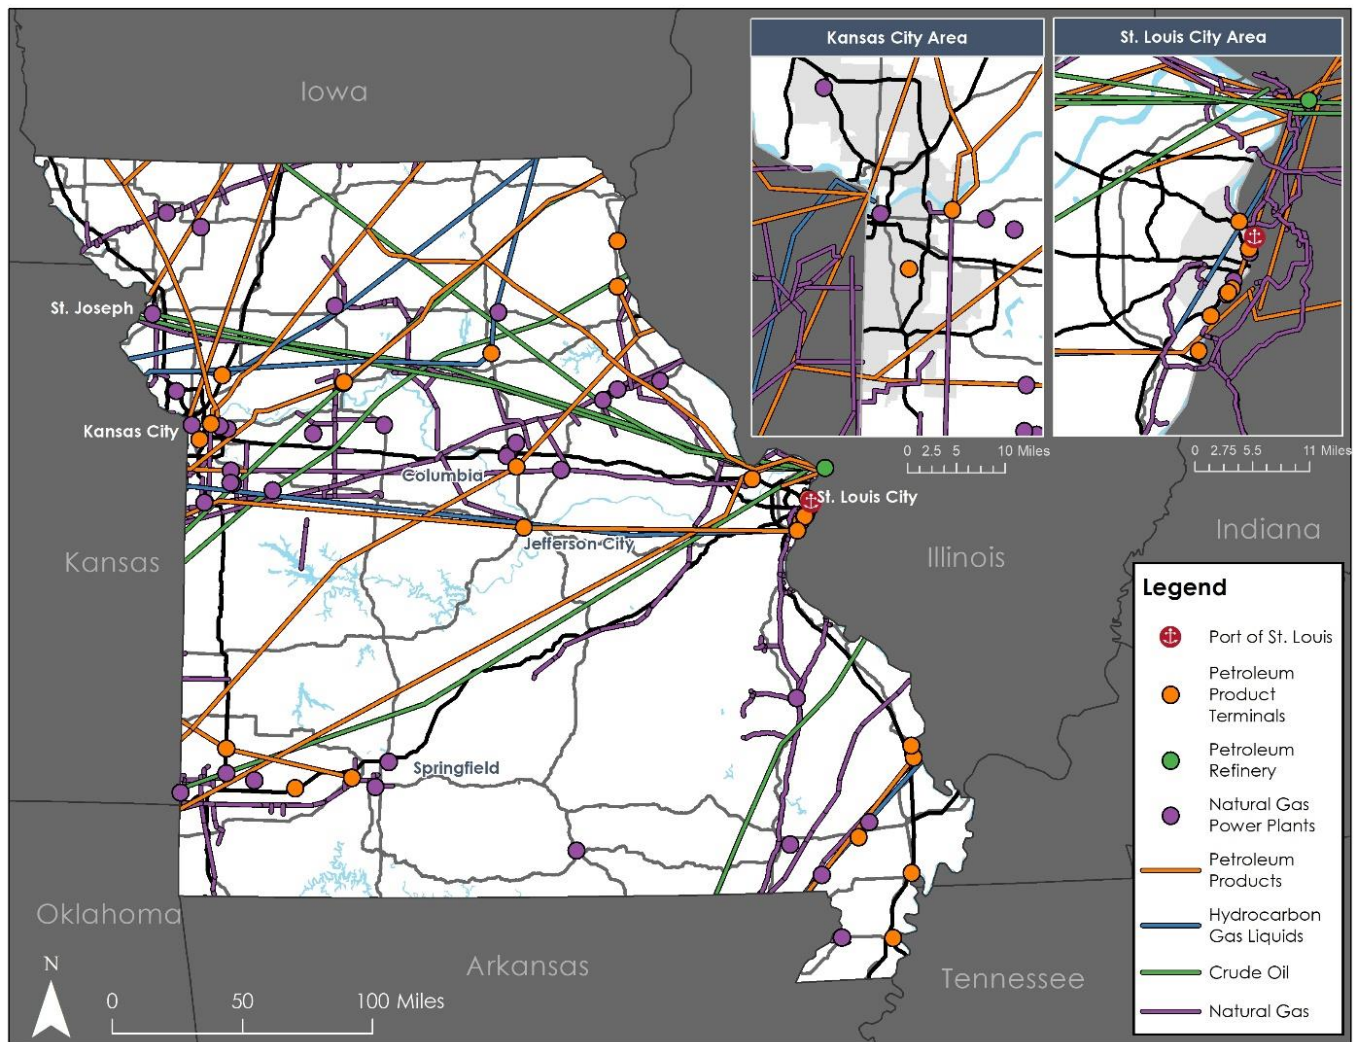 Kansas City Area
St. Louis City Area
Iowa
St. Joseph
Kansas City
Columbia
St. Louis City
Jefferson City
Kansas
Illinois
Indiana
Springfield
Oklahoma
Arkansas
Tennessee
0 2.5 5 10 Miles
0 2.75 5.5 11 Miles
Legend
Port of St. Louis
Petroleum
Product
Terminals
Petroleum
Refinery
Natural Gas
Power Plants
Petroleum
Products
Hydrocarbon
Gas Liquids
Crude Oil
Natural Gas
N
0 50 100 Miles